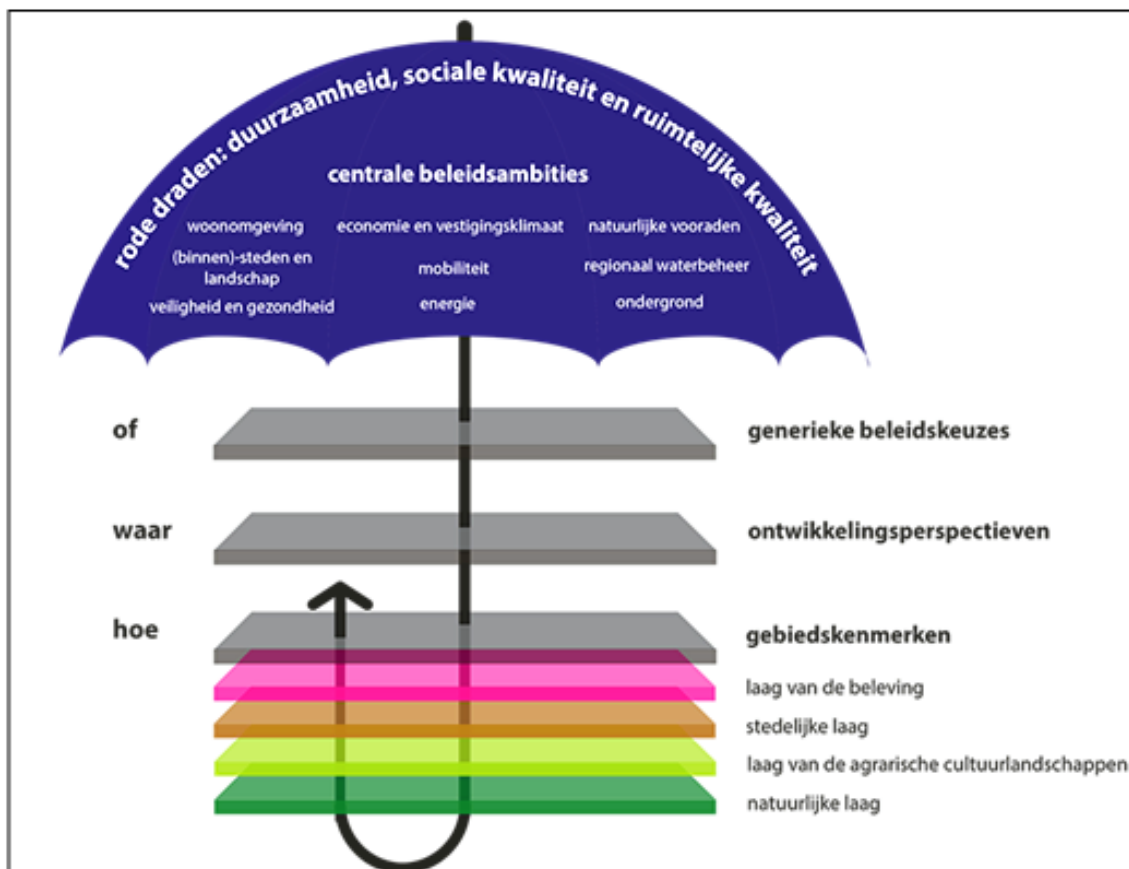 rode draden: duurzaamheid, sociale kwaliteit en ruimtelijke kwaliteit
centrale beleidsambities
woonomgeving
(binnen)-steden en
landschap
veiligheid en gezondheid
economie en vestigingsklimaat
mobiliteit
energie
natuurlijke vooraden
regionaal waterbeheer
ondergrond
of
generieke beleidskeuzes
waar
ontwikkelingsperspectieven
hoe
gebiedskenmerken
laag van de beleving
stedelijke laag
laag van de agrarische cultuurlandschappen
natuurlijke laag